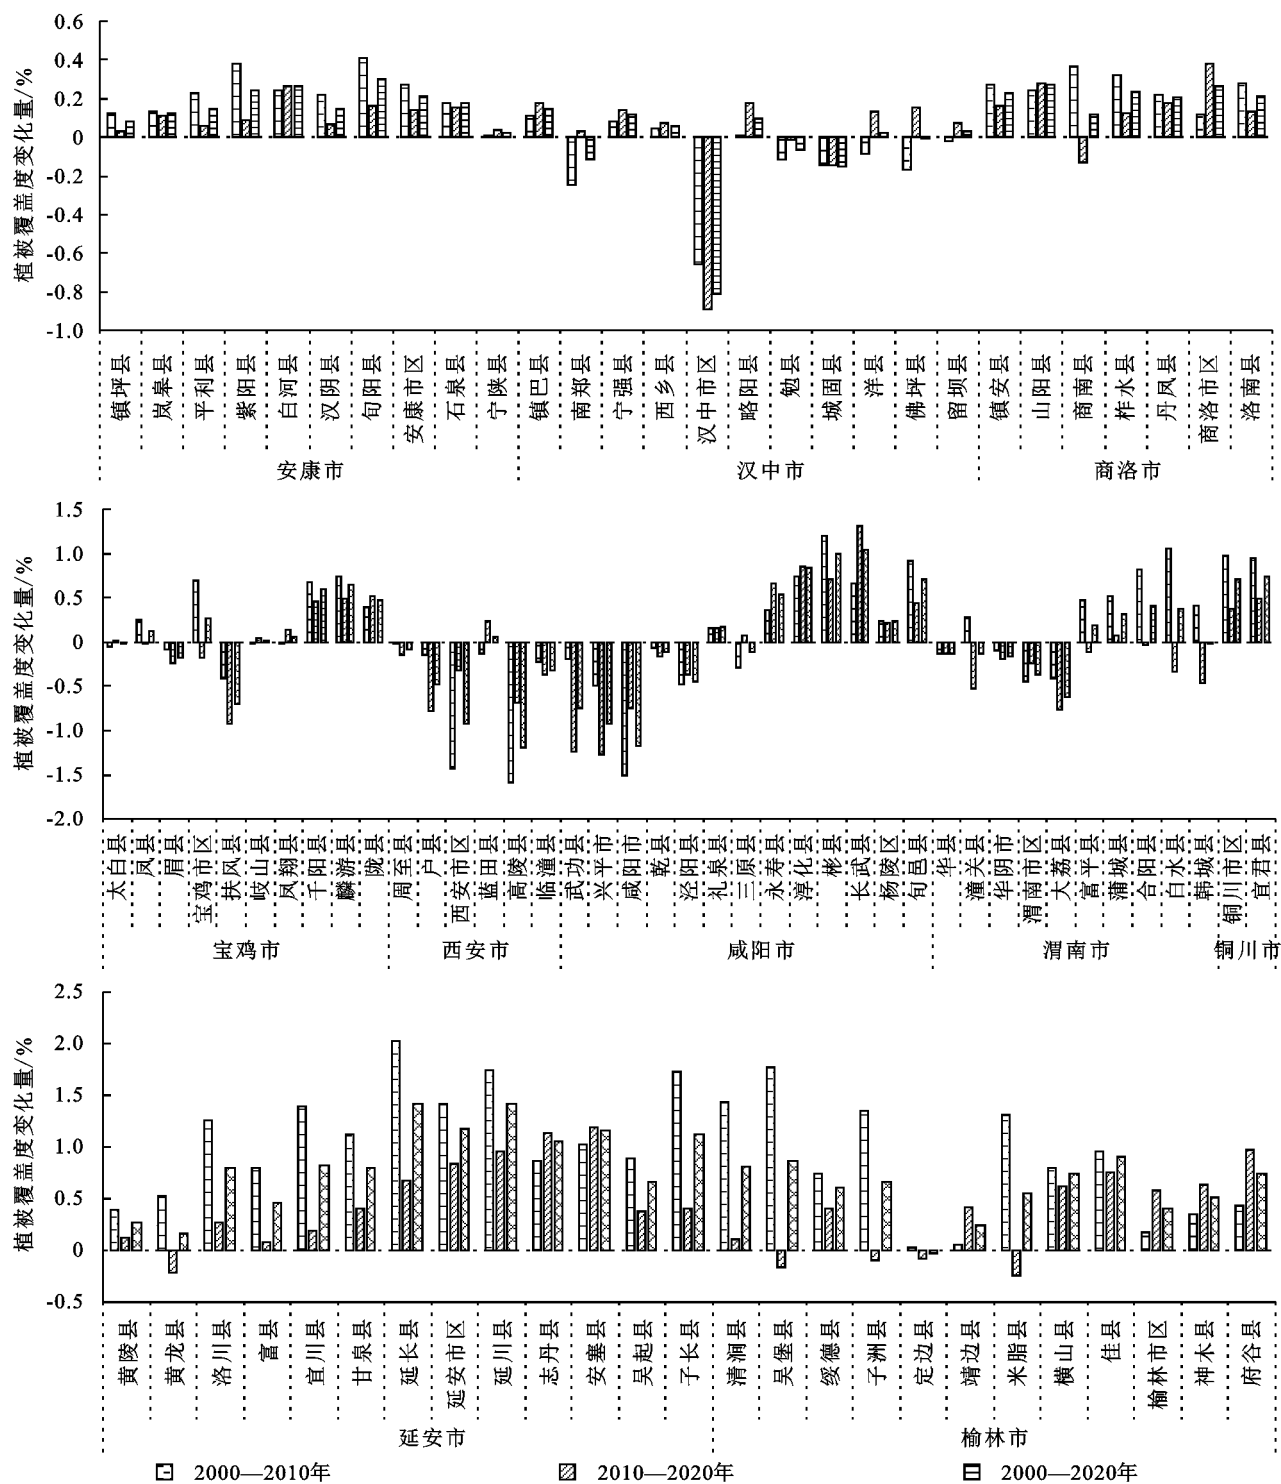 植被覆盖度变化量/%
0.6
0.4
0.2
0
-0.2
-0.4
-0.6
-0.8
-1.0
镇坪县 岚皋县 平利县 紫阳县 白河县 汉阴县 旬阳县 安康市区 石泉县 宁陕县 镇巴县 南郑县 宁强县 西乡县 汉中市区 略阳县 勉县 城固县 洋县 佛坪县 留坝县 镇安县 山阳县 商南县 柞水县 丹凤县 商洛市区 洛南县
安康市 汉中市 商洛市
植被覆盖度变化量/%
1.5
1.0
0.5
0
-0.5
-1.0
-1.5
-2.0
太白县 凤县 眉县 宝鸡市区 扶风县 岐山县 凤翔县 千阳县 麟游县 陇县 周至县 户县 西安市区 蓝田县 高陵县 临潼县 武功县 兴平市 咸阳市 乾县 泾阳县 礼泉县 三原县 永寿县 淳化县 彬县 长武县 杨陵区 旬邑县 华县 潼关县 华阴市 渭南市区 大荔县 富平县 蒲城县 合阳县 白水县 韩城县 铜川市区 宜君县
宝鸡市 西安市 咸阳市 渭南市 铜川市
植被覆盖度变化量/%
2.5
2.0
1.5
1.0
0.5
0
-0.5
黄陵县 黄龙县 洛川县 富县 宜川县 甘泉县 延长县 延安市区 延川县 志丹县 安塞县 吴起县 子长县 清涧县 吴堡县 绥德县 子洲县 定边县 靖边县 米脂县 横山县 佳县 榆林市区 神木县 府谷县
延安市 榆林市
2000—2010年 2010—2020年 2000—2020年